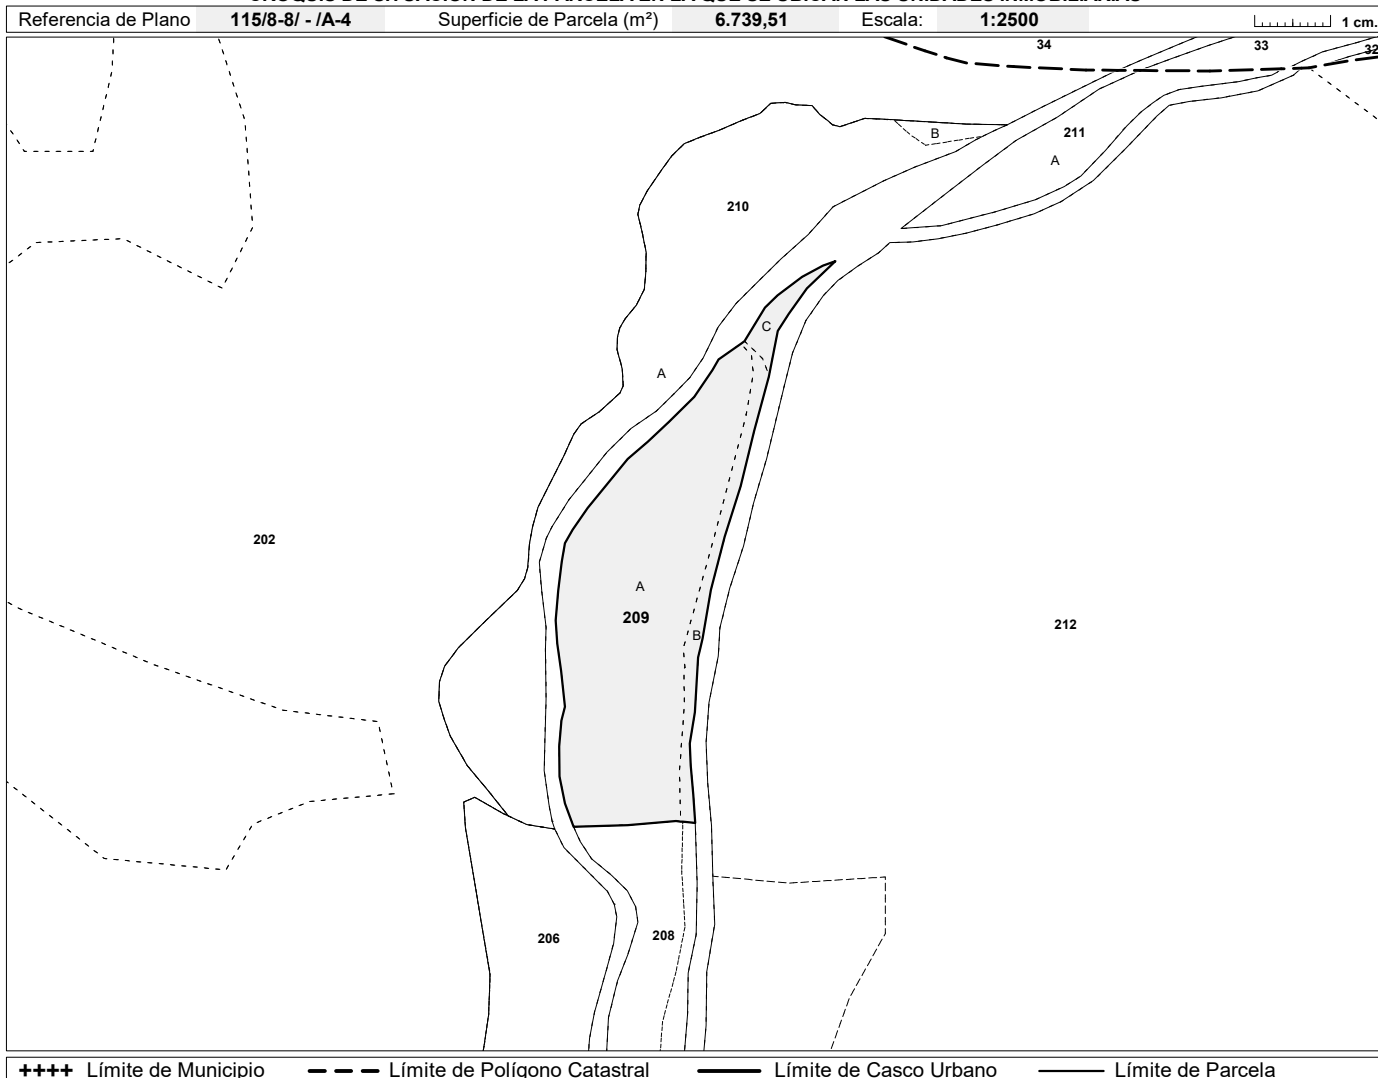 Referencia de Plano 115/8-8/ - /A-4 Superficie de Parcela (m²) 6.739,51 Escala: 1:2500 1 cm.
34 33 32
B 211
A
210
C
A
202
A
209
B
212
206 208
++++ Límite de Municipio Límite de Polígono Catastral Límite de Casco Urbano Límite de Parcela